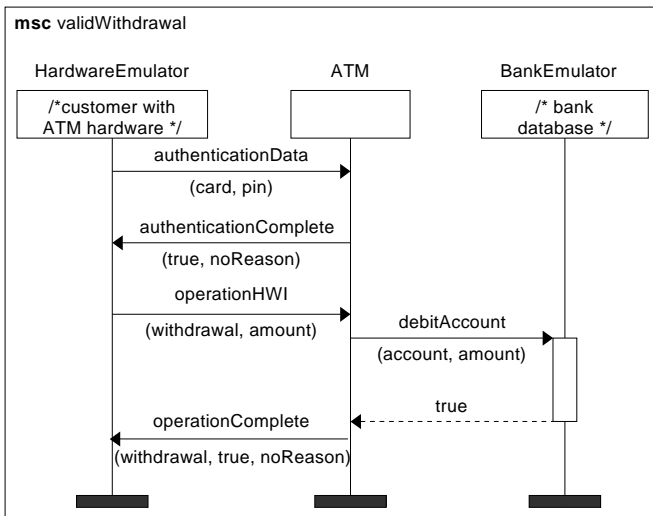 msc validWithdrawal
HardwareEmulator
ATM
BankEmulator
/*customer with
ATM hardware */
/* bank
database */
authenticationData
(card, pin)
authenticationComplete
(true, noReason)
operationHWI
(withdrawal, amount)
debitAccount
(account, amount)
true
operationComplete
(withdrawal, true, noReason)